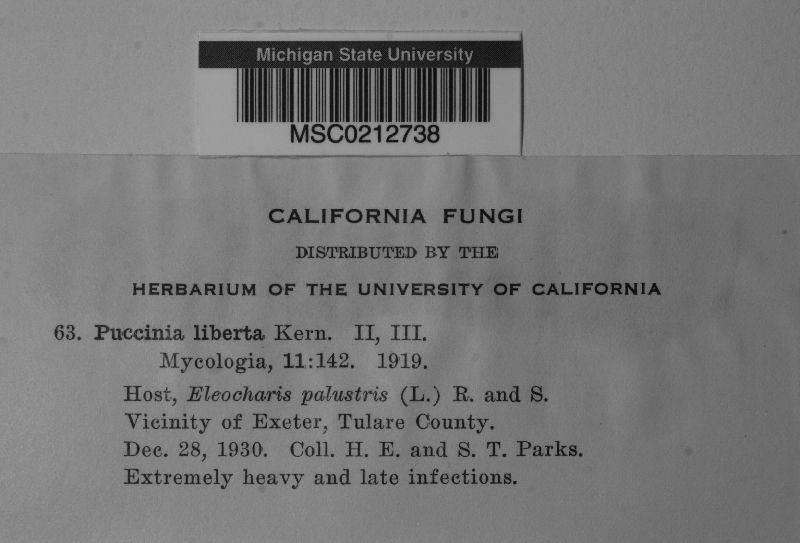 Michigan State University
MSC0212738
CALIFORNIA FUNGI
DISTRIBUTED BY THE
HERBARIUM OF THE UNIVERSITY OF CALIFORNIA
63. Puccinia liberta Kern. II, III.
Mycologia, 11:142. 1919.
Host, Eleocharis palustris (L.) R. and S.
Vicinity of Exeter, Tulare County.
Dec. 28, 1930. Coll. H. E. and S. T. Parks.
Extremely heavy and late infections.